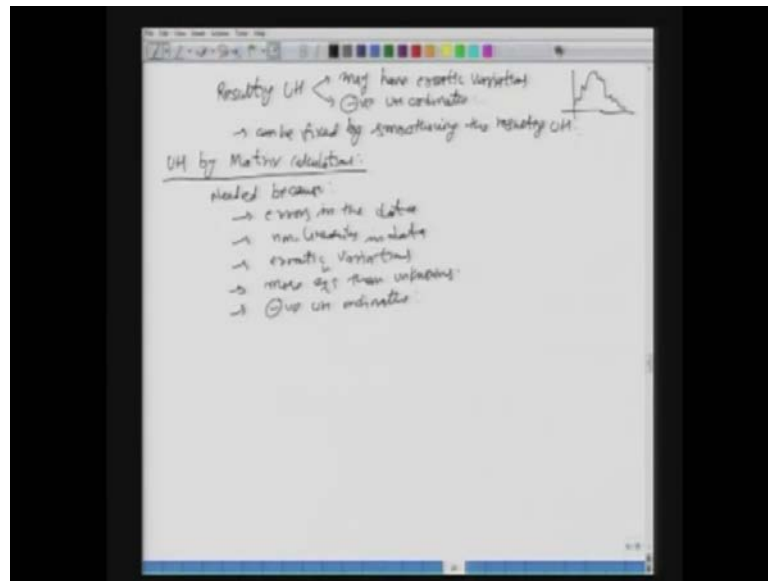 Resulting UH < → may have erratic variations
→ ⊖ve UH ordinates
→ can be fixed by smoothening the resulting UH.
UH by Matrix Calculations:
Needed because:
→ errors in the data
→ non-linearity in data
→ erratic variations
→ more eqs than unknowns.
→ ⊖ve UH ordinates.